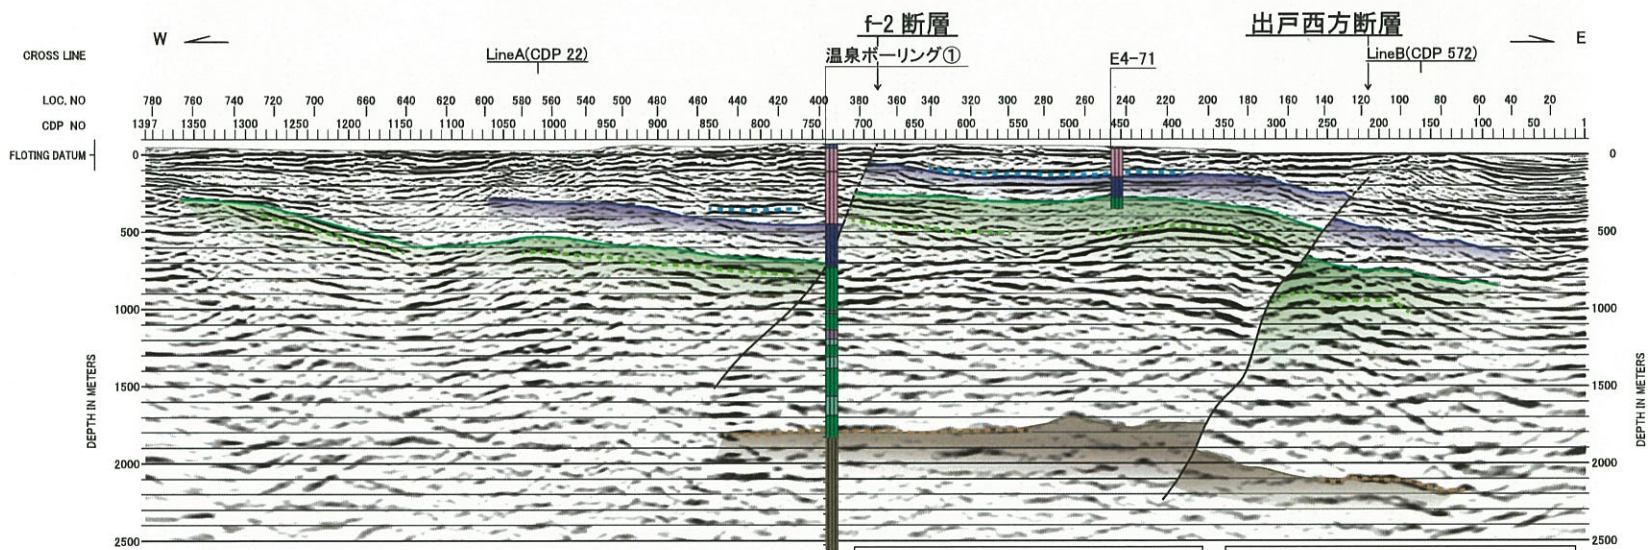 f-2 断層
出戸西方断層
W
E
CROSS LINE
LineA(CDP 22)
温泉ボーリング①
E4-71
LineB(CDP 572)
LOC. NO
780 760 740 720 700 660 640 620 600 580 560 540 500 480 460 440 420 400 380 360 340 320 300 280 260 240 220 200 180 160 140 120 100 80 60 40 20
CDP NO
1397 1350 1300 1250 1200 1150 1100 1050 1000 950 900 850 800 750 700 650 600 550 500 450 400 350 300 250 200 150 100 50 1
FLOTING DATUM
0
0
500
500
1000
1000
DEPTH IN METERS
DEPTH IN METERS
1500
1500
2000
2000
2500
2500